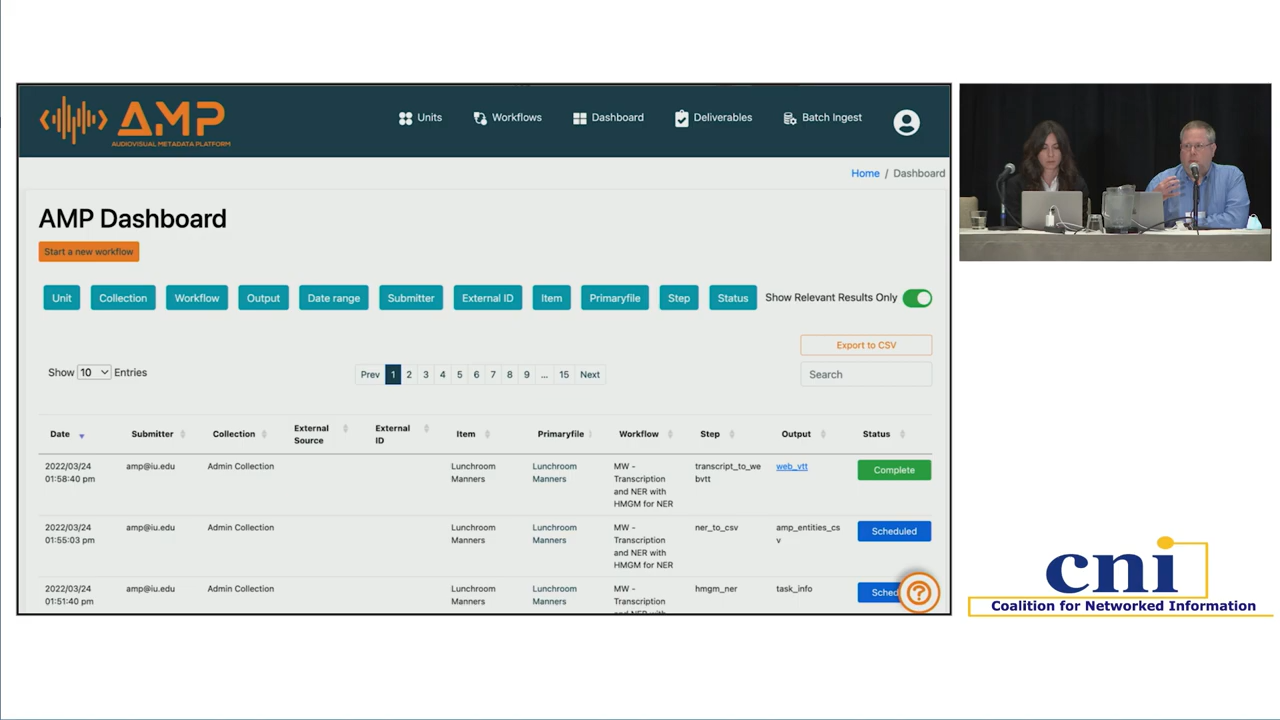 AMP
AUDIOVISUAL METADATA PLATFORM
Units
Workflows
Dashboard
Deliverables
Batch Ingest
Home / Dashboard
AMP Dashboard
Start a new workflow
Unit
Collection
Workflow
Output
Date range
Submitter
External ID
Item
Primaryfile
Step
Status
Show Relevant Results Only
Export to CSV
Show 10 Entries
Prev 1 2 3 4 5 6 7 8 9 ... 15 Next
Search
Date
Submitter
Collection
External
Source
External
ID
Item
Primaryfile
Workflow
Step
Output
Status
2022/03/24
01:58:40 pm
amp@iu.edu
Admin Collection
Lunchroom
Manners
Lunchroom
Manners
MW -
Transcription
and NER with
HMGM for NER
transcript_to_we
bvtt
web_vtt
Complete
2022/03/24
01:55:03 pm
amp@iu.edu
Admin Collection
Lunchroom
Manners
Lunchroom
Manners
MW -
Transcription
and NER with
HMGM for NER
ner_to_csv
amp_entities_cs
v
Scheduled
2022/03/24
01:51:40 pm
amp@iu.edu
Admin Collection
Lunchroom
Manners
Lunchroom
Manners
MW -
Transcription
and NER with
hmgm_ner
task_info
Sched
?
cni
Coalition for Networked Information